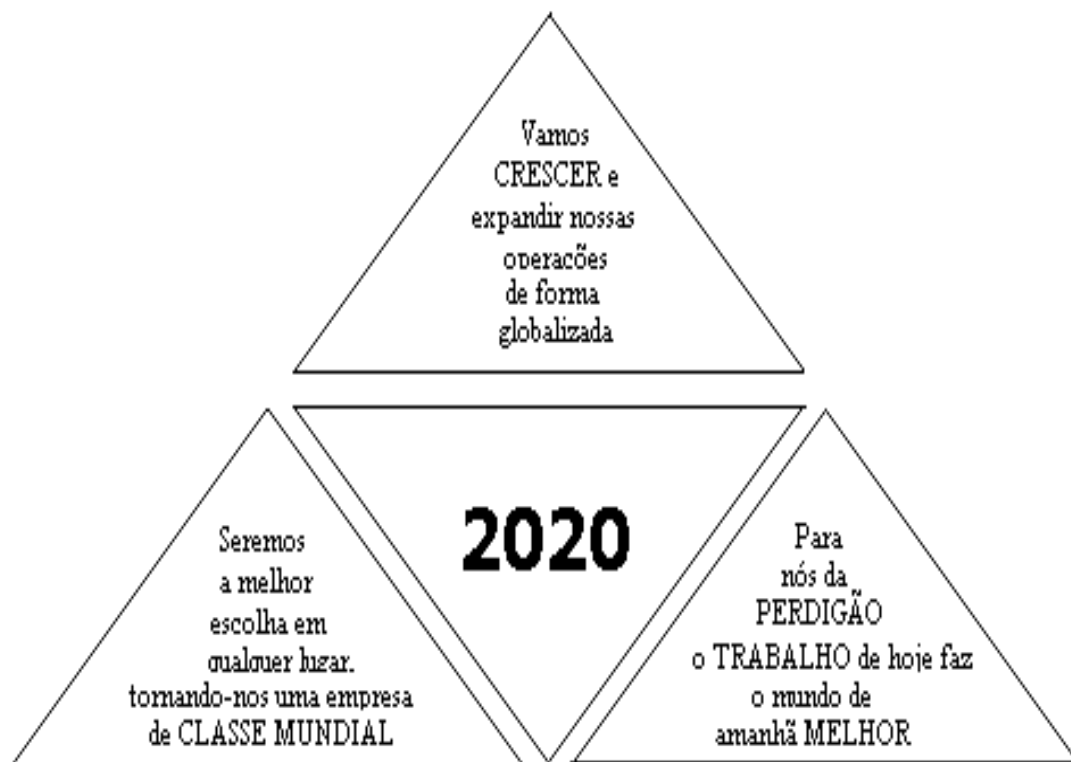 Vamos
CRESCER e
expandir nossas
operações
de forma
globalizada
2020
Seremos
a melhor
escolha em
qualquer lugar,
tornando-nos uma empresa
de CLASSE MUNDIAL
Para
nós da
PERDIGÃO
o TRABALHO de hoje faz
o mundo de
amanhã MELHOR